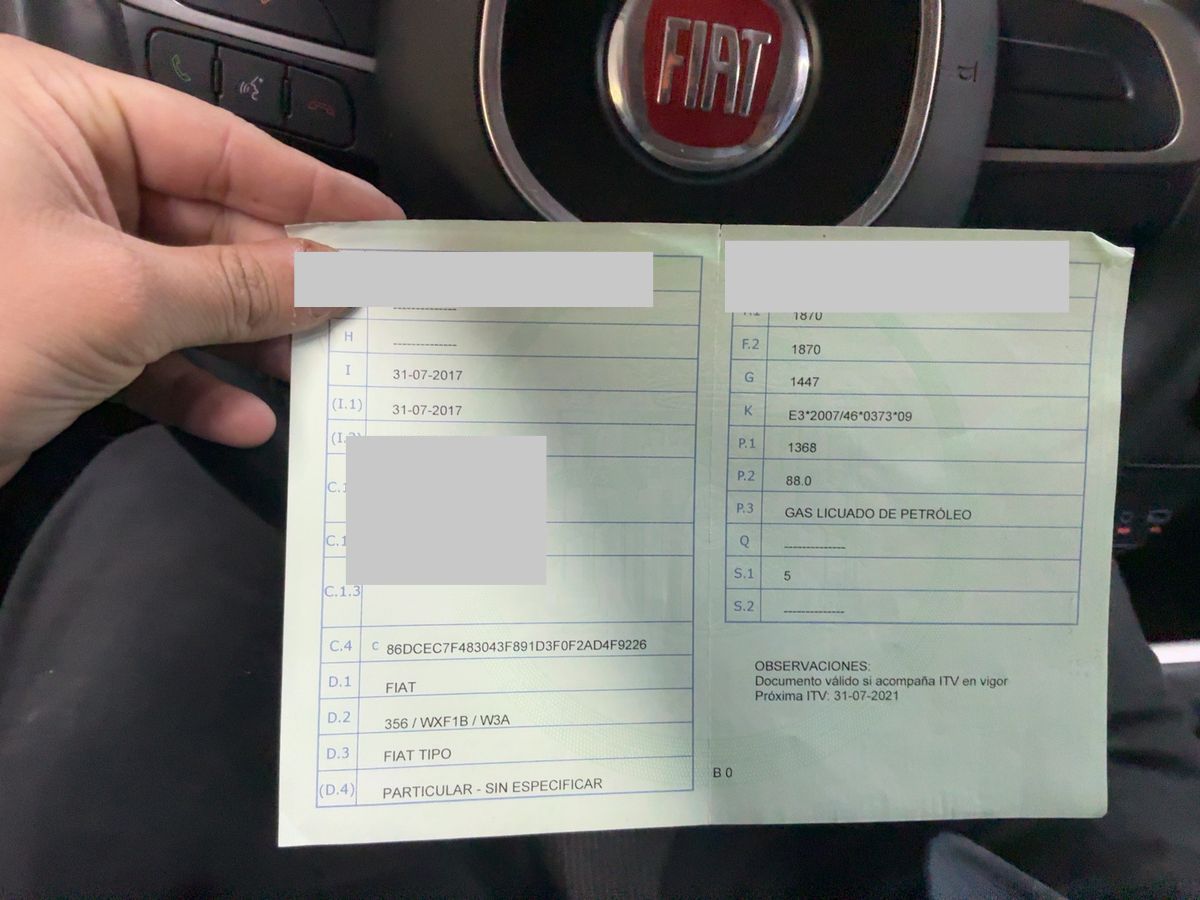 FIAT
H --------------
I 31-07-2017
(I.1) 31-07-2017
C.1.3
C.4 C 86DCEC7F483043F891D3F0F2AD4F9226
D.1 FIAT
D.2 356 / WXF1B / W3A
D.3 FIAT TIPO
(D.4) PARTICULAR - SIN ESPECIFICAR
1870
F.2 1870
G 1447
K E3*2007/46*0373*09
P.1 1368
P.2 88.0
P.3 GAS LICUADO DE PETRÓLEO
Q --------------
S.1 5
S.2 --------------
OBSERVACIONES:
Documento válido si acompaña ITV en vigor
Próxima ITV: 31-07-2021
B 0